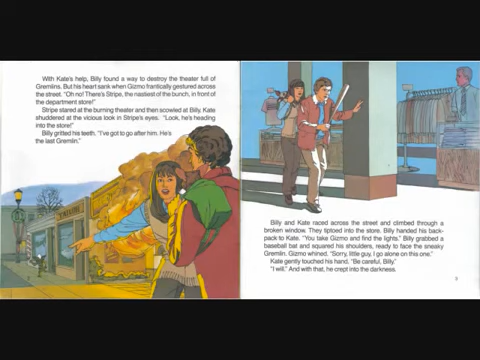 With Kate's help, Billy found a way to destroy the theater full of
Gremlins. But his heart sank when Gizmo frantically gestured across
the street. "Oh no! There's Stripe, the nastiest of the bunch, in front of
the department store!"
Stripe stared at the burning theater and then scowled at Billy. Kate
shuddered at the vicious look in Stripe's eyes. "Look, he's heading
into the store!"
Billy gritted his teeth. "I've got to go after him. He's
the last Gremlin."
Billy and Kate raced across the street and climbed through a
broken window. They tiptoed into the store. Billy handed his back-
pack to Kate. "You take Gizmo and find the lights." Billy grabbed a
baseball bat and squared his shoulders, ready to face the sneaky
Gremlin. Gizmo whined. "Sorry, little guy, I go alone on this one."
Kate gently touched his hand. "Be careful, Billy."
"I will." And with that, he crept into the darkness.
9